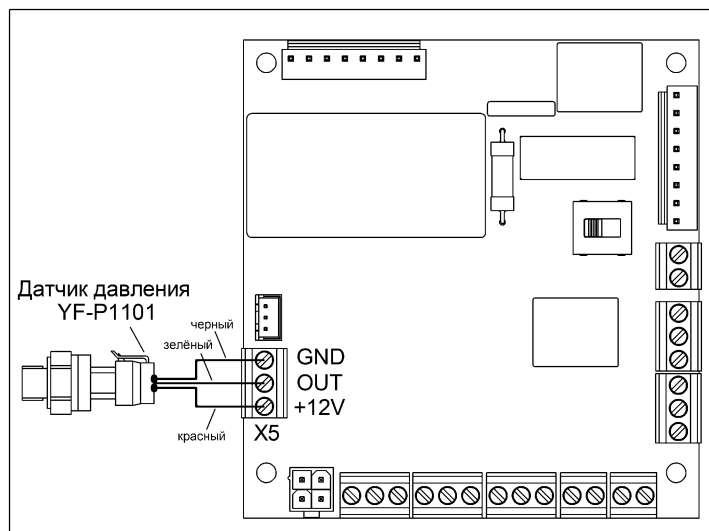 Датчик давления
YF-P1101
черный
зелёный
красный
GND
OUT
+12V
X5